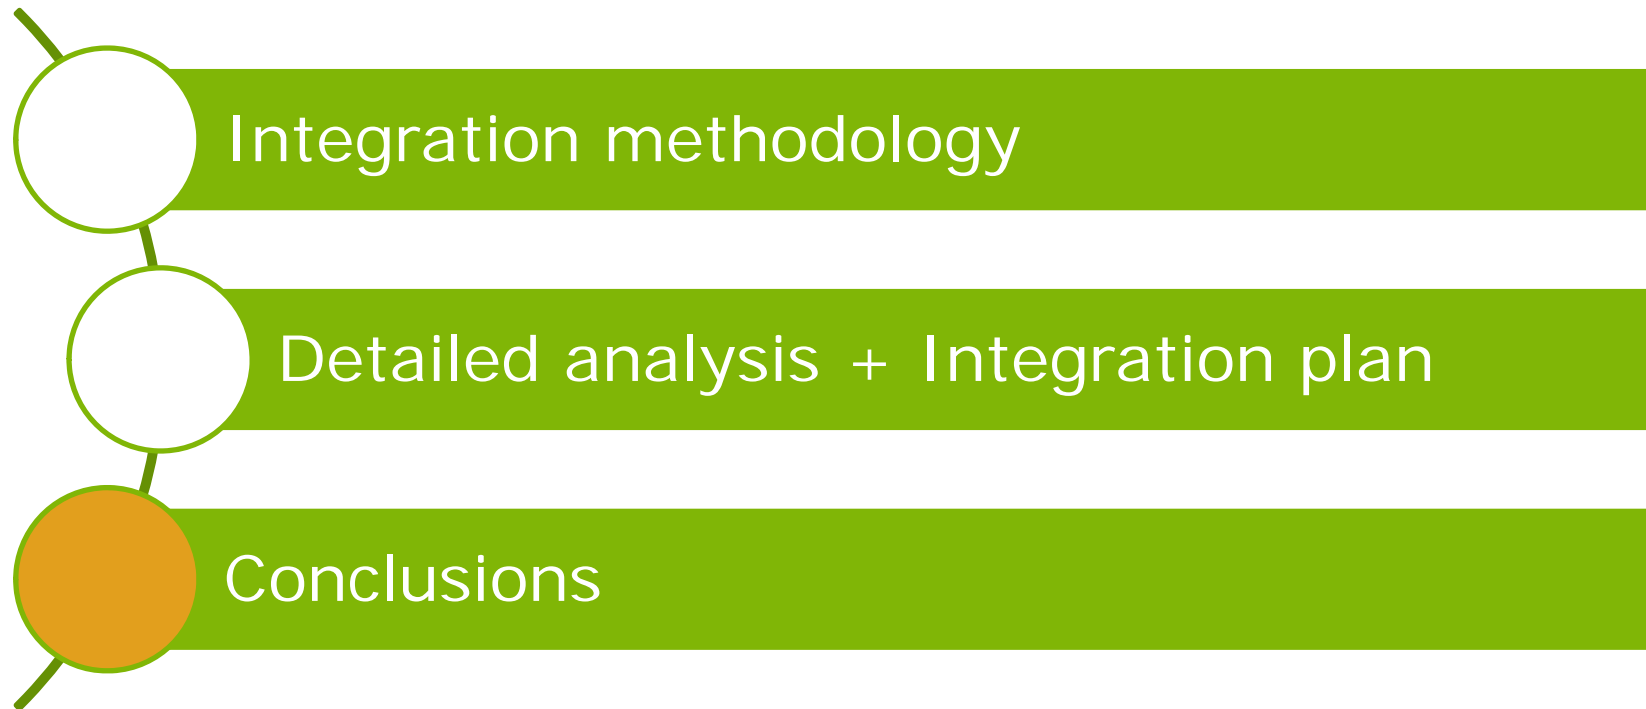 Integration methodology
Detailed analysis + Integration plan
Conclusions